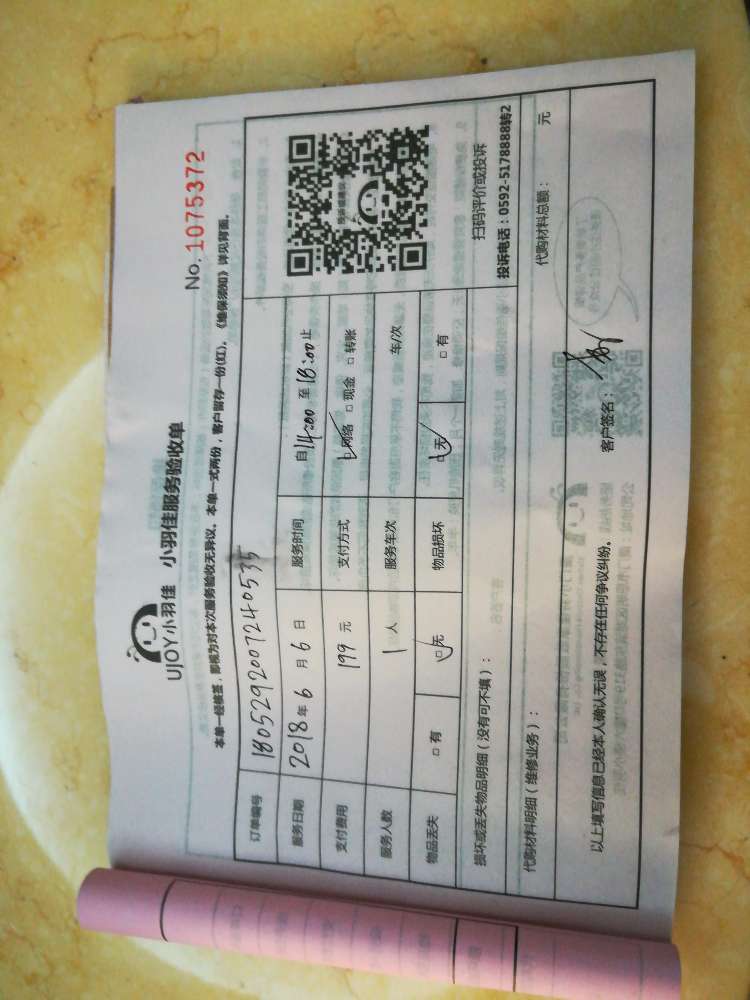 UJOY小羽佳 小羽佳服务验收单
No. 1075372
本单一经核签，即视为对本次服务验收无异议。本单一式两份，客户留存一份(红)。《维保须知》详见背面。
订单编号 1805292007240535
服务日期 2018年6月6日 服务时间 自14:00至18:00止
支付费用 199元 支付方式 □网络 □现金 □转账
服务人数 1人 服务车次 车/次
物品丢失 □有 □无 物品损坏 □无 □有
扫码评价或投诉
投诉电话：0592-5178888转2
损坏或丢失物品明细（没有可不填）：
代购材料明细（维修业务）： 代购材料总额： 元
以上填写信息已经本人确认无误，不存在任何争议纠纷。 客户签名：